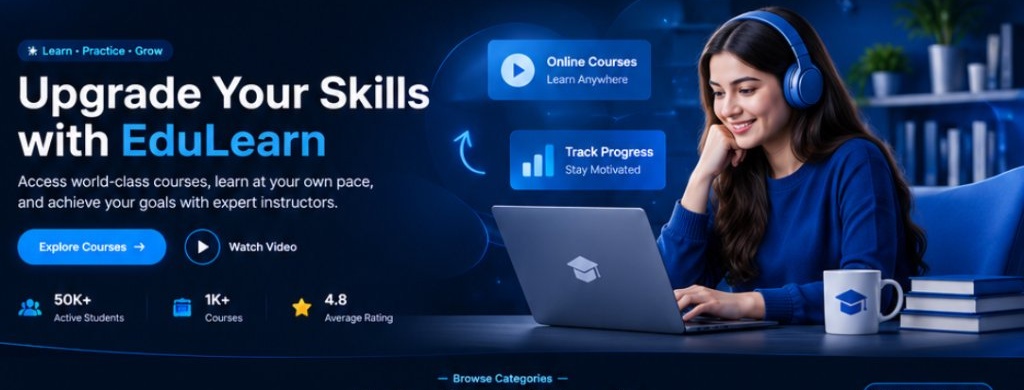 Learn • Practice • Grow
Upgrade Your Skills
with EduLearn
Access world-class courses, learn at your own pace,
and achieve your goals with expert instructors.
Explore Courses →
Watch Video
50K+
Active Students
1K+
Courses
4.8
Average Rating
Online Courses
Learn Anywhere
Track Progress
Stay Motivated
— Browse Categories —